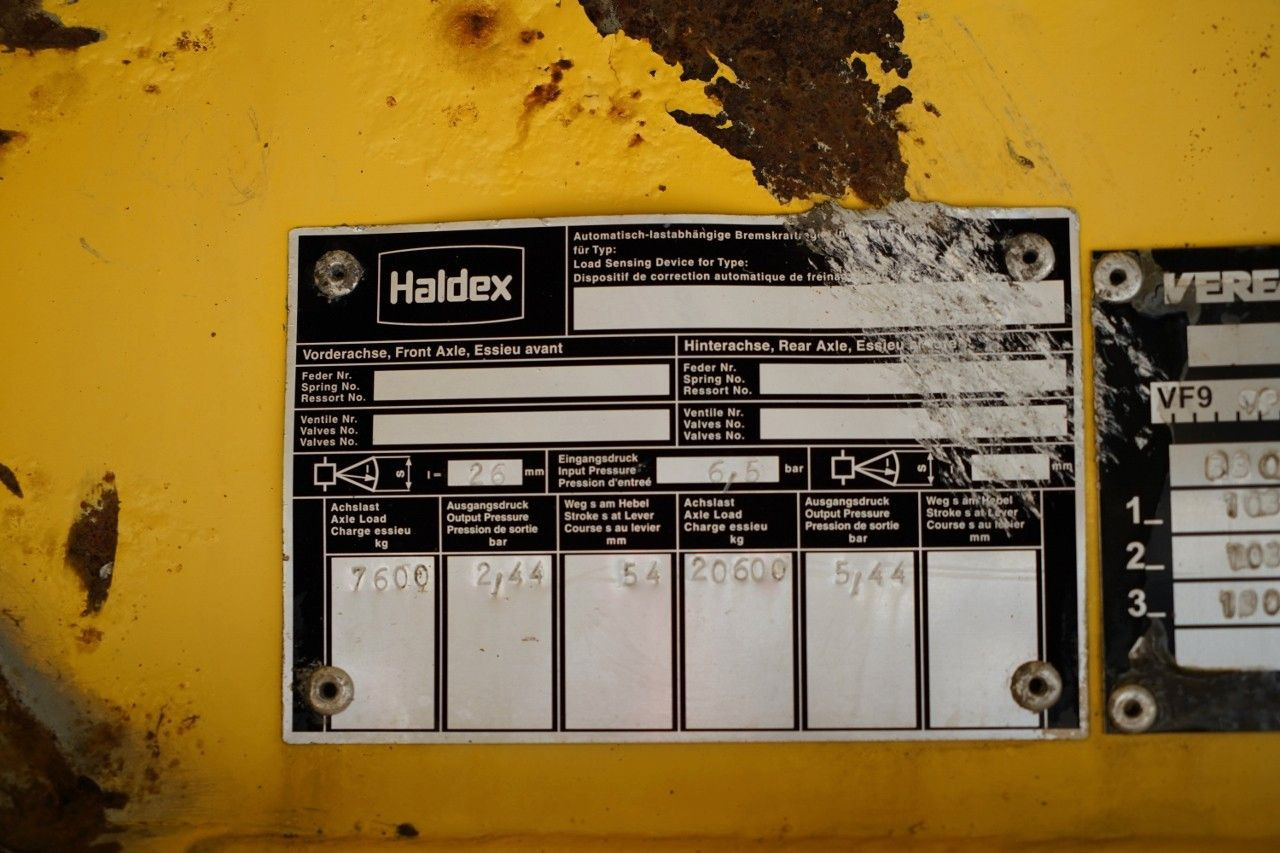 Haldex
Automatisch-lastabhängige
für Typ:
Load Sensing Device for Type:
Dispositif de correction automatique de
Vorderachse, Front Axle, Essieu avant
Hinterachse, Rear Axle, Essieu
Feder Nr.
Spring No.
Ressort No.
Feder Nr.
Spring No.
Ressort No.
Ventile Nr.
Valves No.
Valves No.
Ventile Nr.
Valves No.
Valves No.
s
l = 26 mm
Eingangsdruck
Input Pressure
Pression d'entreé
6,5 bar
s
mm
Achslast
Axle Load
Charge essieu
kg
Ausgangsdruck
Output Pressure
Pression de sortie
bar
Weg s am Hebel
Stroke s at Lever
Course s au levier
mm
Achslast
Axle Load
Charge essieu
kg
Ausgangsdruck
Output Pressure
Pression de sortie
bar
Weg s am Hebel
Stroke s at Lever
Course s au levier
mm
7600 2,44 54 20600 5,44
VF9
1_
2_
3_